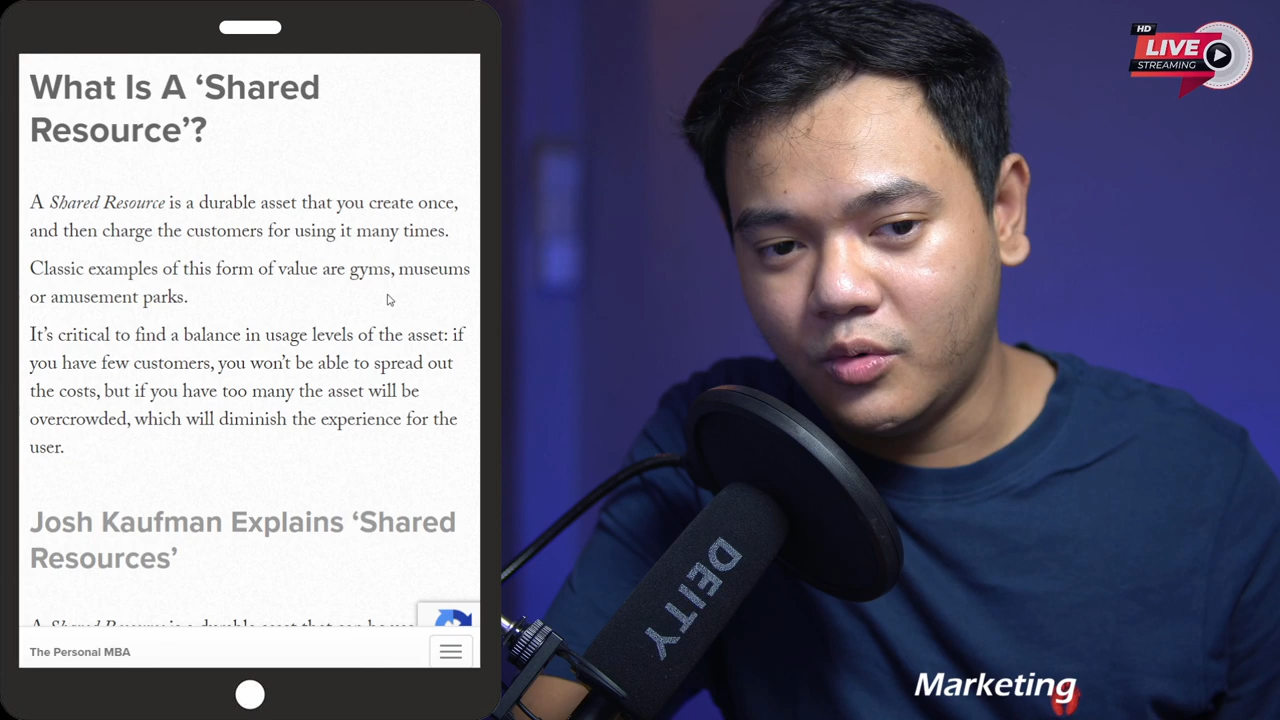 What Is A ‘Shared
Resource’?
A Shared Resource is a durable asset that you create once,
and then charge the customers for using it many times.
Classic examples of this form of value are gyms, museums
or amusement parks.
It’s critical to find a balance in usage levels of the asset: if
you have few customers, you won’t be able to spread out
the costs, but if you have too many the asset will be
overcrowded, which will diminish the experience for the
user.
Josh Kaufman Explains ‘Shared
Resources’
The Personal MBA
HD
LIVE
STREAMING
DEITY
Marketing